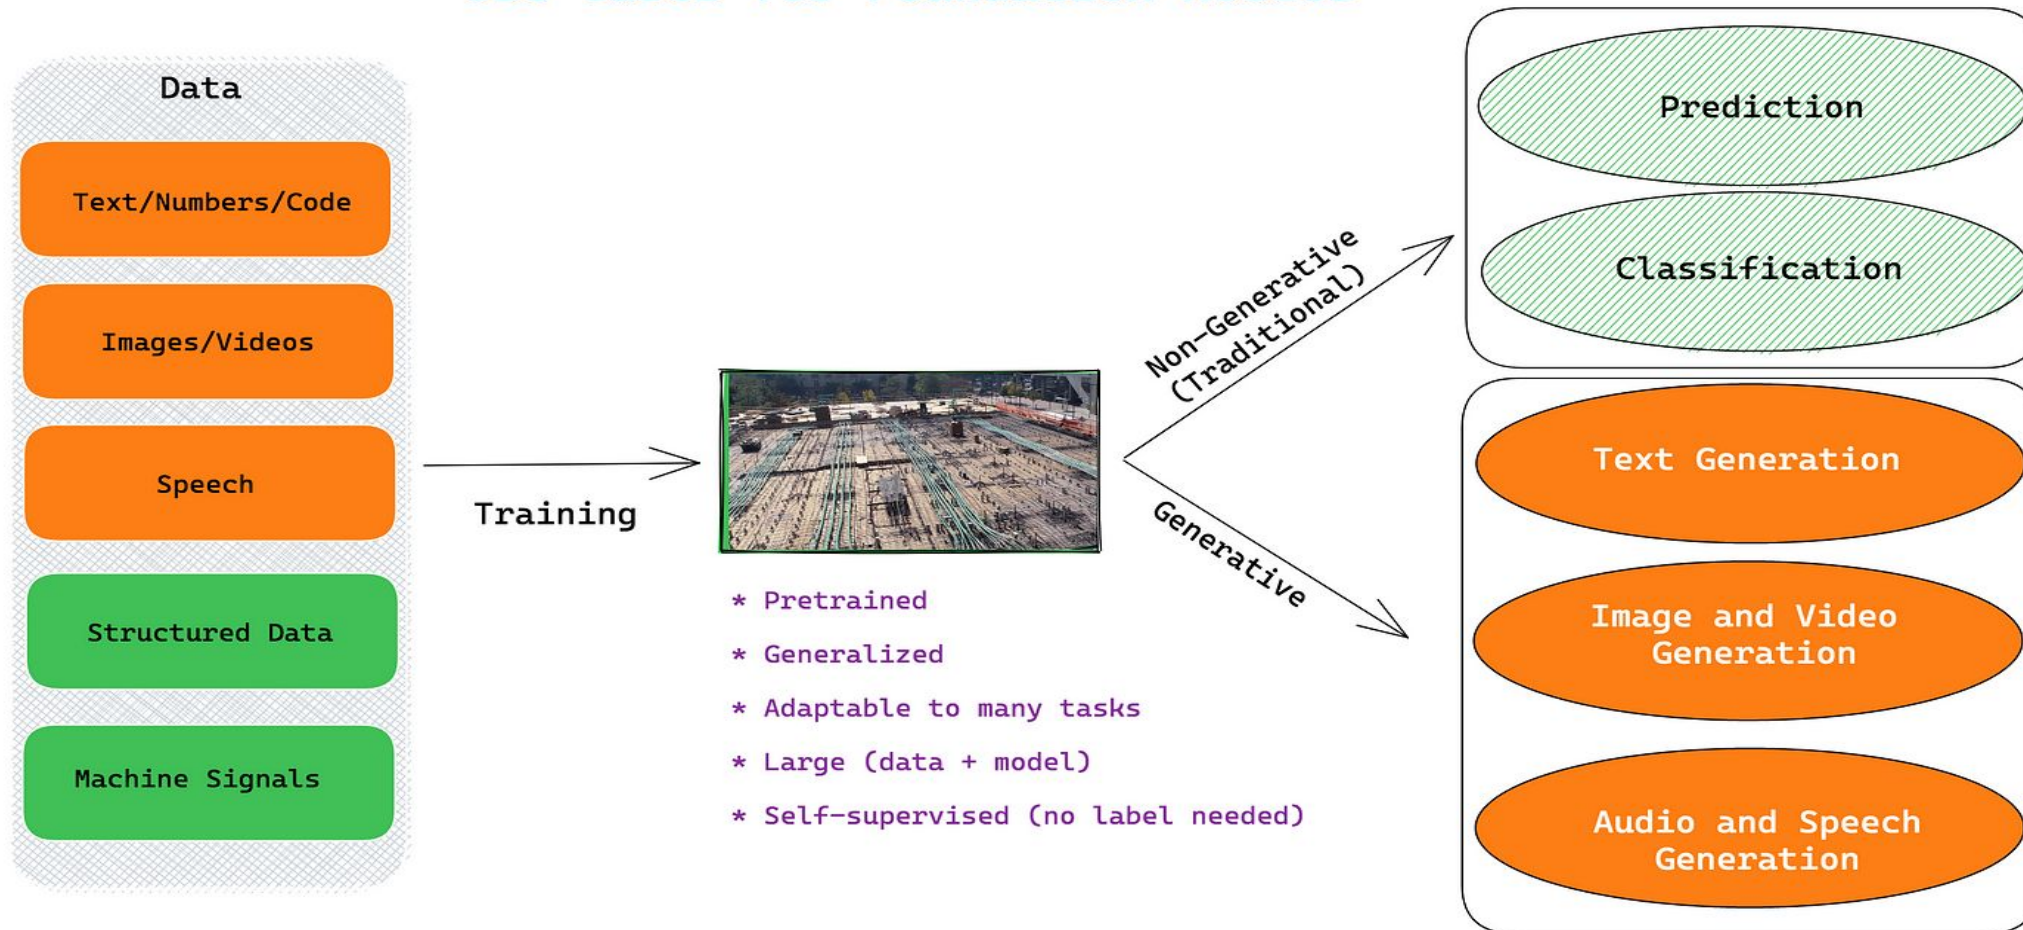 Data
Text/Numbers/Code
Images/Videos
Speech
Structured Data
Machine Signals
Training
* Pretrained
* Generalized
* Adaptable to many tasks
* Large (data + model)
* Self-supervised (no label needed)
Non-Generative
(Traditional)
Generative
Prediction
Classification
Text Generation
Image and Video
Generation
Audio and Speech
Generation